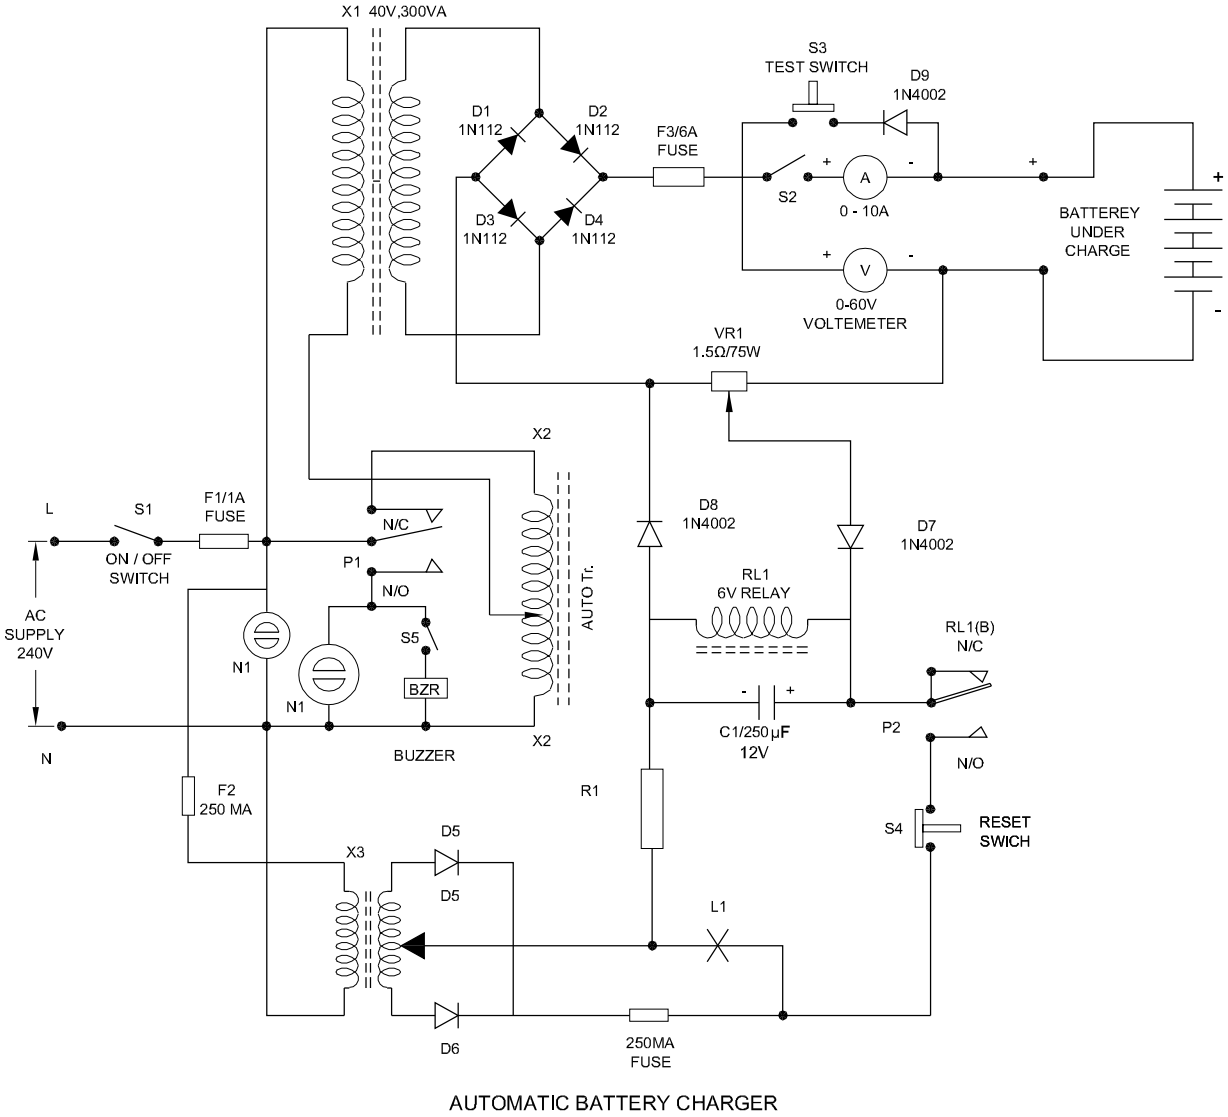 X1 40V,300VA
S3
TEST SWITCH
D9
1N4002
D1
1N112
D2
1N112
F3/6A
FUSE
+
A
-
S2
0 - 10A
+
D3
1N112
D4
1N112
BATTEREY
UNDER
CHARGE
+
-
+
V
-
0-60V
VOLTEMETER
VR1
1.5Ω/75W
X2
L
S1
F1/1A
FUSE
ON / OFF
SWITCH
N/C
P1
N/O
D8
1N4002
D7
1N4002
AUTO Tr.
AC
SUPPLY
240V
N1
S5
N1
BZR
RL1
6V RELAY
RL1(B)
N/C
P2
N/O
- +
C1/250 µF
12V
N
X2
BUZZER
F2
250 MA
R1
S4
RESET
SWICH
X3
D5
D5
L1
D6
250MA
FUSE
AUTOMATIC BATTERY CHARGER